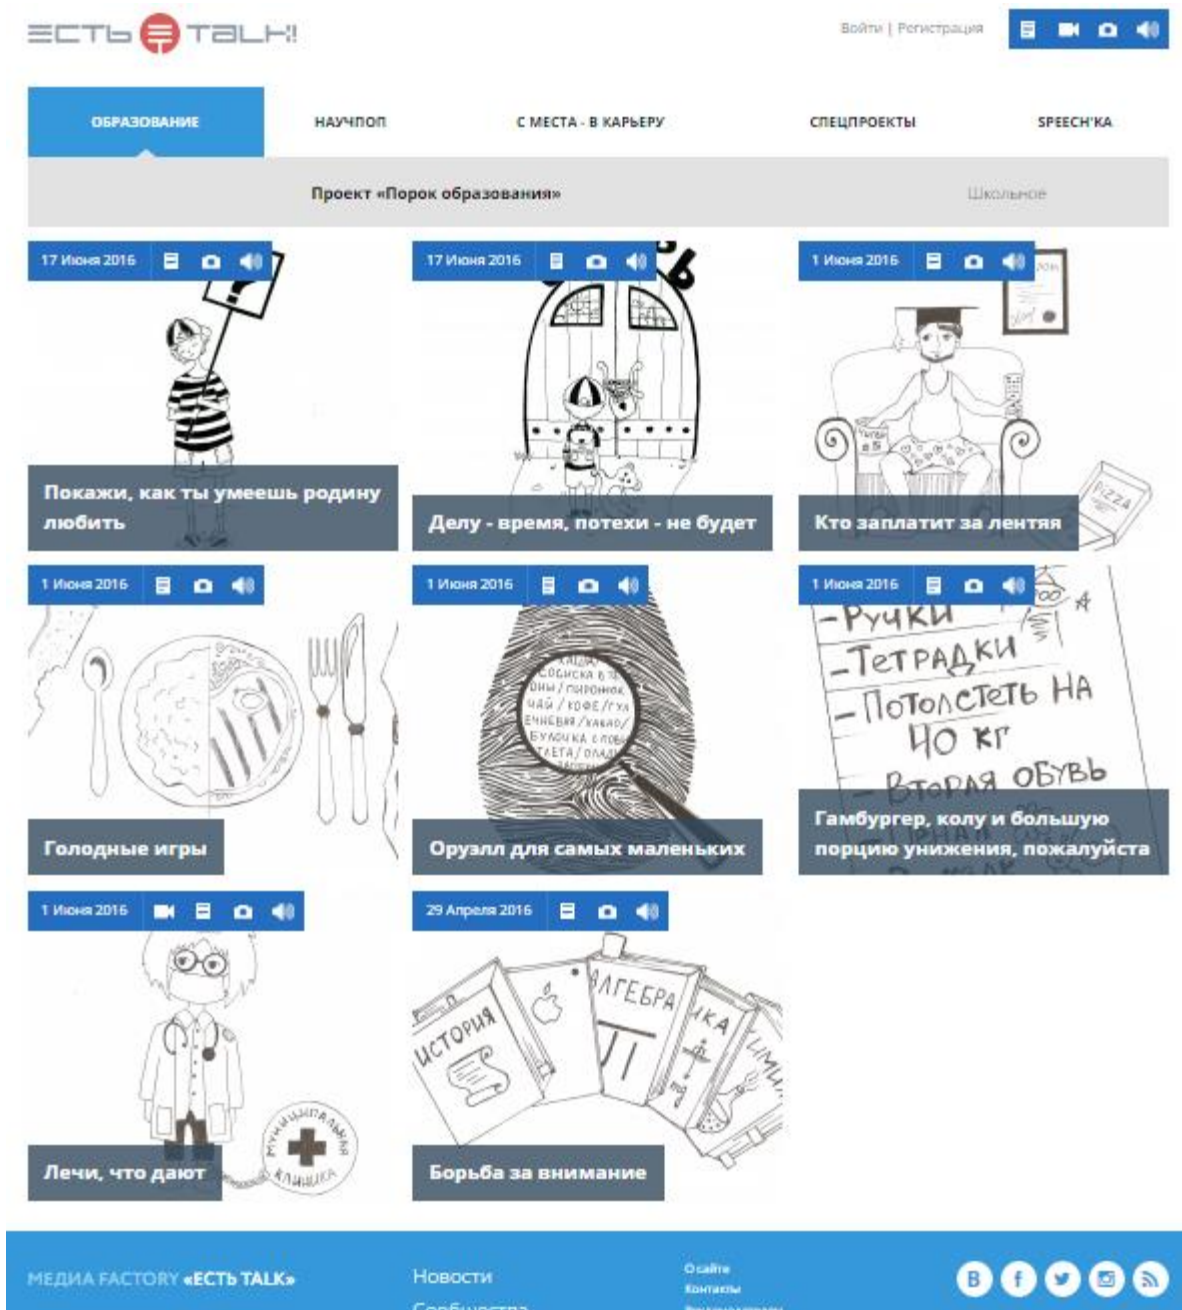 ЕСТЬ TALK!
Войти | Регистрация
ОБРАЗОВАНИЕ
НАУЧПОП
С МЕСТА - В КАРЬЕРУ
СПЕЦПРОЕКТЫ
SPEECH'КА
Проект «Порок образования»
Школьное
17 Июня 2016
?
Покажи, как ты умеешь родину
любить
17 Июня 2016
Делу - время, потехи - не будет
1 Июня 2016
PIZZA
Кто заплатит за лентяя
1 Июня 2016
Голодные игры
1 Июня 2016
ЧАЙ / КОФЕ / ГУЛ
Оруэлл для самых маленьких
1 Июня 2016
- Ручки
- Тетрадки
- Потолстеть на
40 кг
- Вторая обувь
Гамбургер, колу и большую
порцию унижения, пожалуйста
1 Июня 2016
МУНИЦИПАЛЬНАЯ
КЛИНИКА
Лечи, что дают
29 Апреля 2016
ИСТОРИЯ
АЛГЕБРА
Борьба за внимание
МЕДИА FACTORY «ЕСТЬ TALK»
Новости
О сайте
Контакты